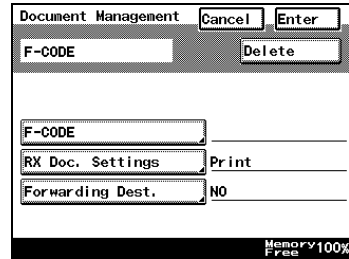 Document Management Cancel Enter
F-CODE Delete
F-CODE
RX Doc. Settings Print
Forwarding Dest. NO
Memory Free 100%